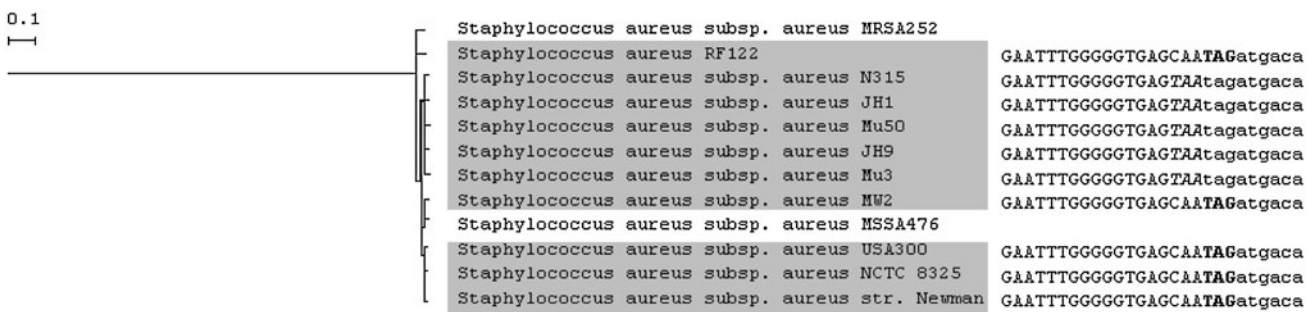 0.1
Staphylococcus aureus subsp. aureus MRSA252
Staphylococcus aureus RF122 GAATTTGGGGGTGAGCAATAGatgaca
Staphylococcus aureus subsp. aureus N315 GAATTTGGGGGTGAGTAAtagatgaca
Staphylococcus aureus subsp. aureus JH1 GAATTTGGGGGTGAGTAAtagatgaca
Staphylococcus aureus subsp. aureus Mu50 GAATTTGGGGGTGAGTAAtagatgaca
Staphylococcus aureus subsp. aureus JH9 GAATTTGGGGGTGAGTAAtagatgaca
Staphylococcus aureus subsp. aureus Mu3 GAATTTGGGGGTGAGTAAtagatgaca
Staphylococcus aureus subsp. aureus MW2 GAATTTGGGGGTGAGCAATAGatgaca
Staphylococcus aureus subsp. aureus MSSA476
Staphylococcus aureus subsp. aureus USA300 GAATTTGGGGGTGAGCAATAGatgaca
Staphylococcus aureus subsp. aureus NCTC 8325 GAATTTGGGGGTGAGCAATAGatgaca
Staphylococcus aureus subsp. aureus str. Newman GAATTTGGGGGTGAGCAATAGatgaca